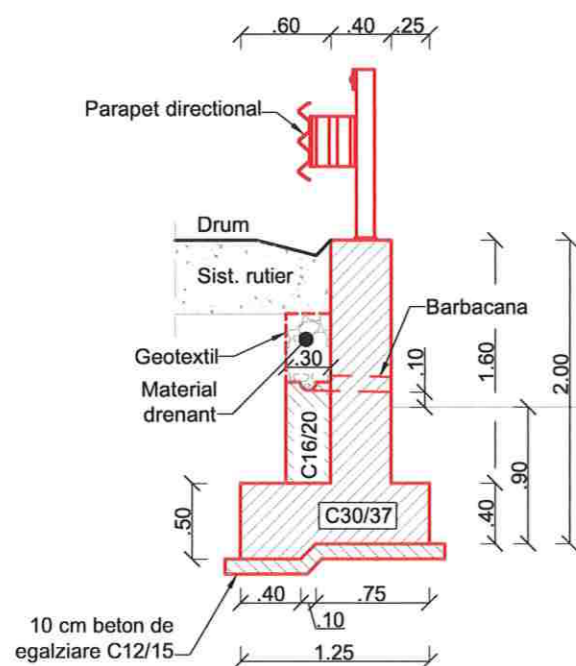 .60 .40 .25
Parapet directional
Drum
Sist. rutier
Barbacana
Geotextil
.30
.10
1.60
2.00
Material
drenant
C16/20
.90
.50
C30/37
.40
.40 .75
.10
10 cm beton de
egalziare C12/15
1.25